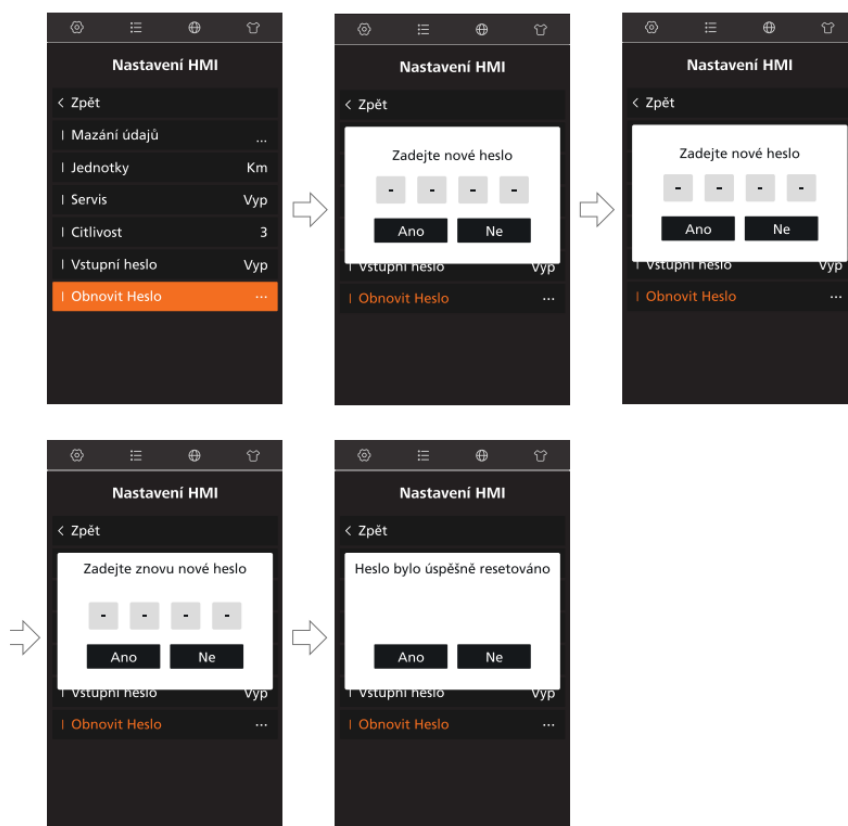 Nastavení HMI
< Zpět
I Mazání údajů ...
I Jednotky Km
I Servis Vyp
I Citlivost 3
I Vstupní heslo Vyp
I Obnovit Heslo ...
Nastavení HMI
< Zpět
Zadejte nové heslo
- - - -
Ano Ne
I Vstupní heslo Vyp
I Obnovit Heslo ...
Nastavení HMI
< Zpět
Zadejte nové heslo
- - - -
Ano Ne
I Vstupní heslo Vyp
I Obnovit Heslo ...
Nastavení HMI
< Zpět
Zadejte znovu nové heslo
- - - -
Ano Ne
I Vstupní heslo Vyp
I Obnovit Heslo ...
Nastavení HMI
< Zpět
Heslo bylo úspěšně resetováno
Ano Ne
I Vstupní heslo Vyp
I Obnovit Heslo ...